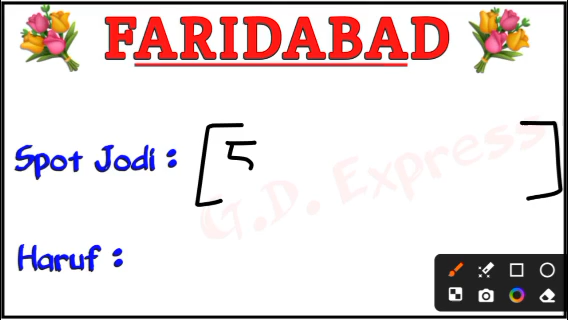 FARIDABAD
Spot Jodi : [5 ]
G.D. Express
Haruf :